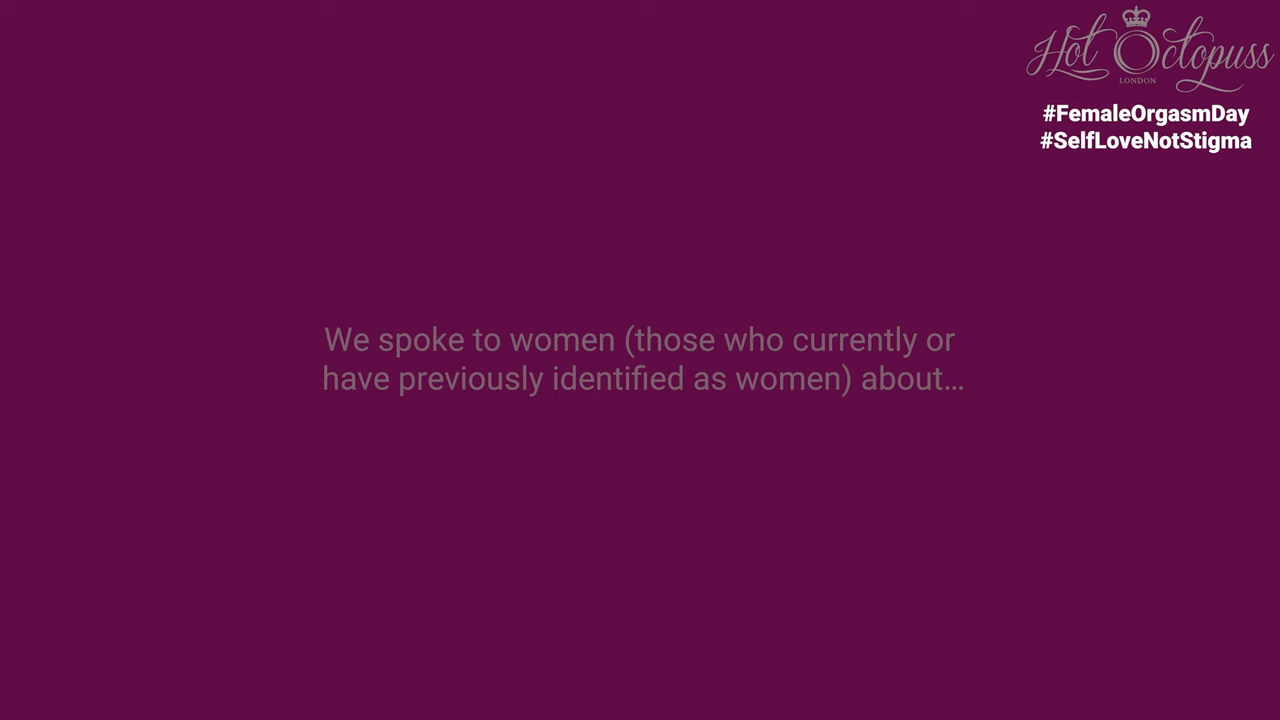 Hot Octopuss
LONDON
#FemaleOrgasmDay
#SelfLoveNotStigma
We spoke to women (those who currently or
have previously identified as women) about...